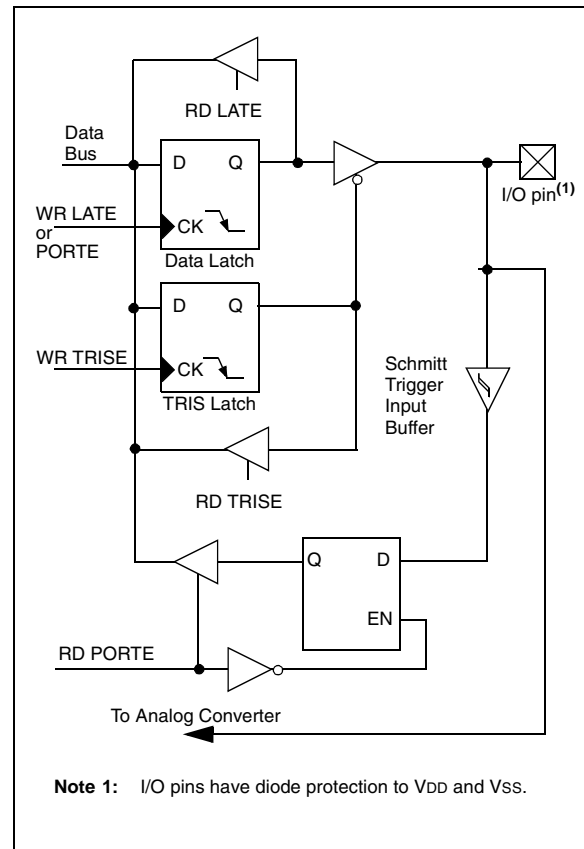 RD LATE
Data
Bus
D Q
I/O pin(1)
WR LATE
or
PORTE
CK
Data Latch
D Q
WR TRISE
CK
TRIS Latch
Schmitt
Trigger
Input
Buffer
RD TRISE
Q D
EN
RD PORTE
To Analog Converter
Note 1: I/O pins have diode protection to VDD and VSS.